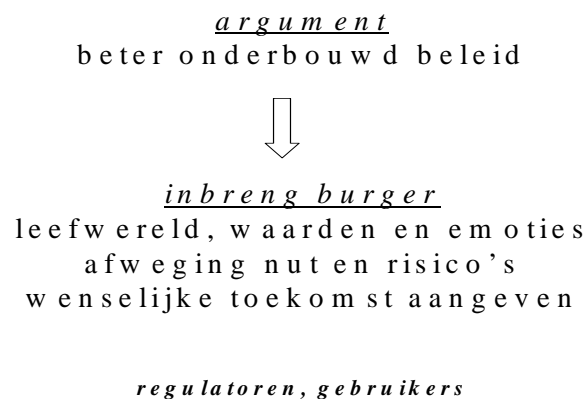 argument
beter onderbouwd beleid
inbreng burger
leefwereld, waarden en emoties
afweging nut en risico's
wenselijke toekomst aangeven
regulatoren, gebruikers